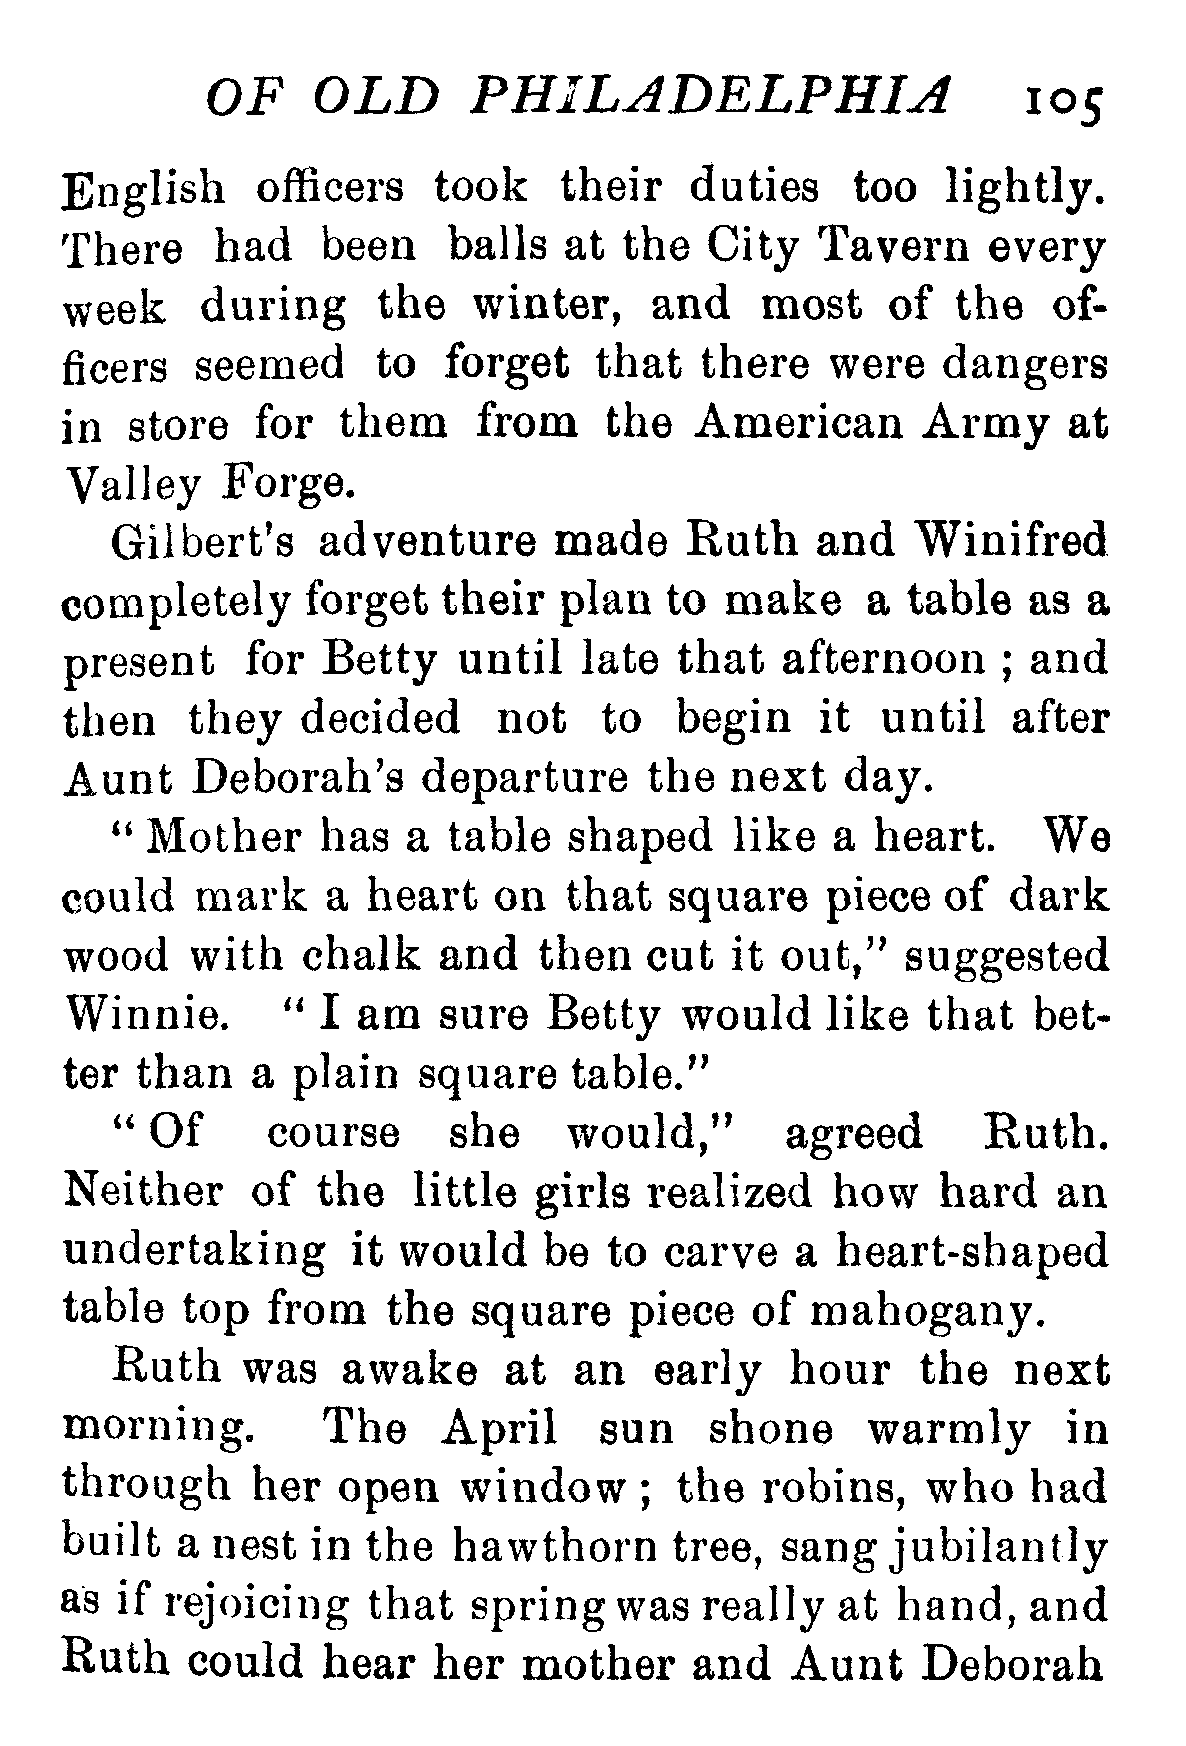 OF OLD PHILADELPHIA 105
English officers took their duties too lightly.
There had been balls at the City Tavern every
week during the winter, and most of the of-
ficers seemed to forget that there were dangers
in store for them from the American Army at
Valley Forge.
Gilbert's adventure made Ruth and Winifred
completely forget their plan to make a table as a
present for Betty until late that afternoon ; and
then they decided not to begin it until after
Aunt Deborah's departure the next day.
" Mother has a table shaped like a heart. We
could mark a heart on that square piece of dark
wood with chalk and then cut it out," suggested
Winnie. " I am sure Betty would like that bet-
ter than a plain square table."
" Of course she would," agreed Ruth.
Neither of the little girls realized how hard an
undertaking it would be to carve a heart-shaped
table top from the square piece of mahogany.
Ruth was awake at an early hour the next
morning. The April sun shone warmly in
through her open window ; the robins, who had
built a nest in the hawthorn tree, sang jubilantly
as if rejoicing that spring was really at hand, and
Ruth could hear her mother and Aunt Deborah